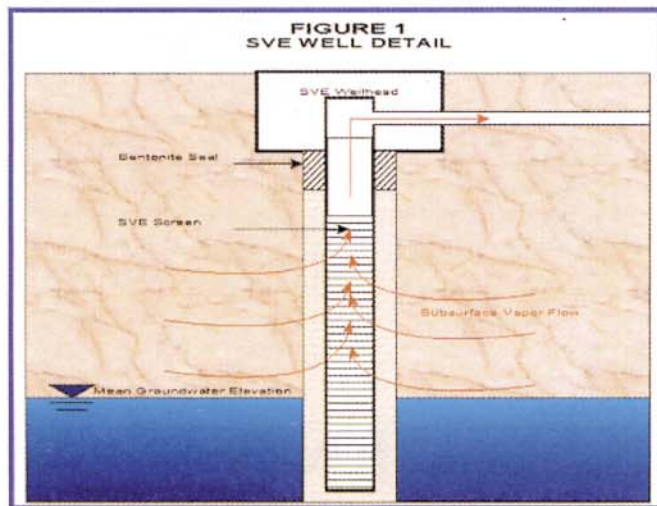 FIGURE 1
SVE WELL DETAIL
SVE Wellhead
Bentonite Seal
SVE Screen
Subsurface Vapor Flow
Mean Groundwater Elevation